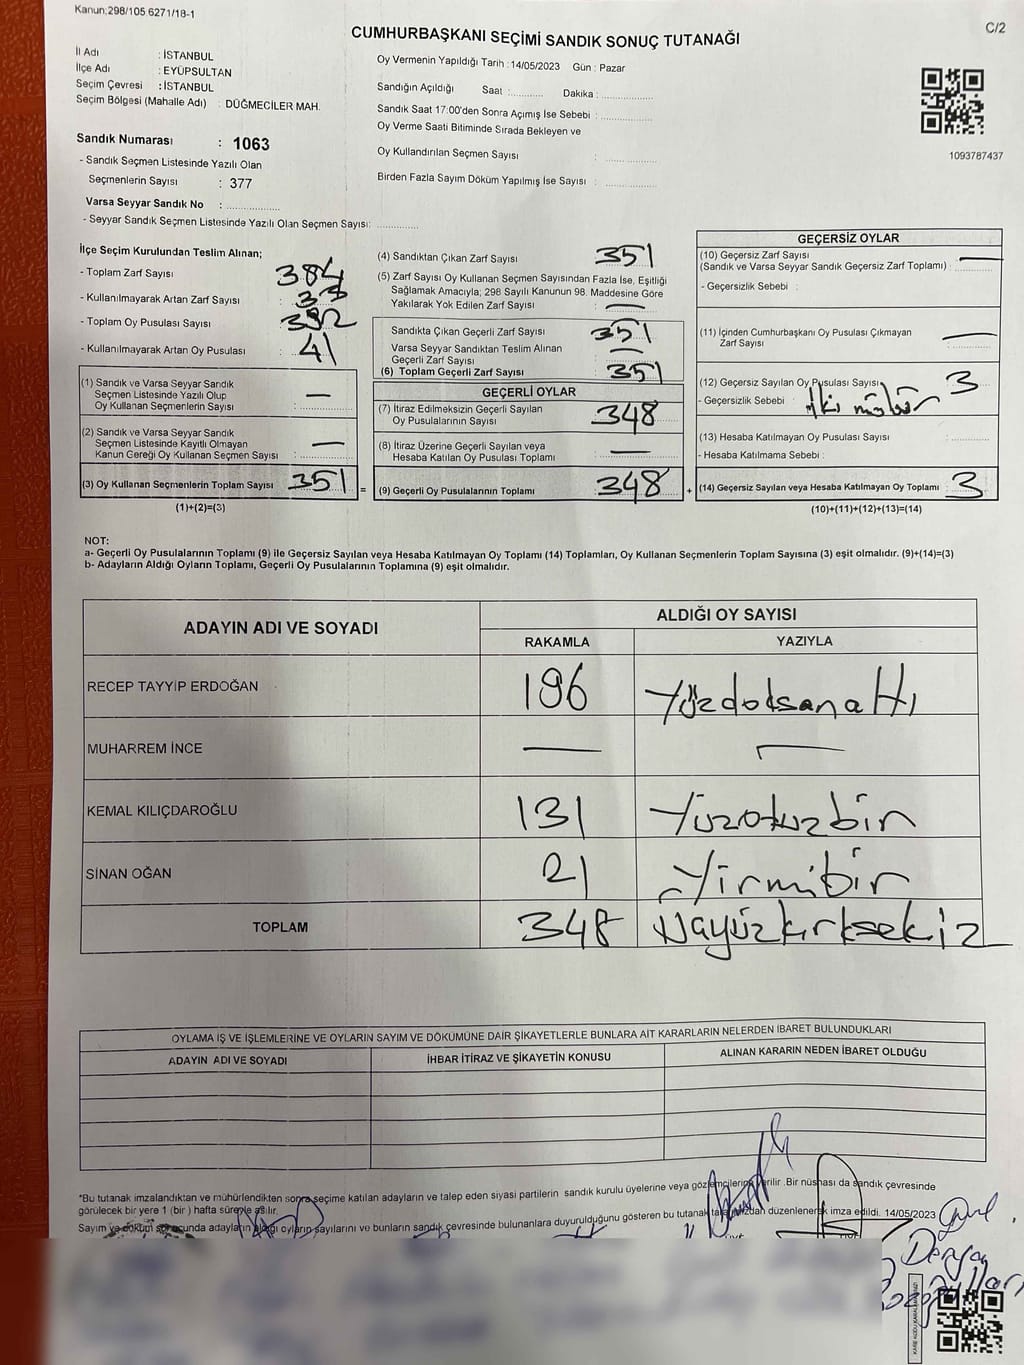 Kanun:298/105 6271/18-1
C/2
CUMHURBAŞKANI SEÇİMİ SANDIK SONUÇ TUTANAĞI
İl Adı : İSTANBUL
İlçe Adı : EYÜPSULTAN
Seçim Çevresi : İSTANBUL
Seçim Bölgesi (Mahalle Adı) : DÜĞMECİLER MAH.
Oy Vermenin Yapıldığı Tarih :14/05/2023 Gün : Pazar
Sandığın Açıldığı Saat :.......... Dakika :................
Sandık Saat 17:00'den Sonra Açımış İse Sebebi : ................
Oy Verme Saati Bitiminde Sırada Bekleyen ve
Oy Kullandırılan Seçmen Sayısı : ................
Birden Fazla Sayım Döküm Yapılmış İse Sayısı : ................
1093787437
Sandık Numarası : 1063
- Sandık Seçmen Listesinde Yazılı Olan
Seçmenlerin Sayısı : 377
Varsa Seyyar Sandık No : ................
- Seyyar Sandık Seçmen Listesinde Yazılı Olan Seçmen Sayısı: .............
İlçe Seçim Kurulundan Teslim Alınan;
- Toplam Zarf Sayısı 384
- Kullanılmayarak Artan Zarf Sayısı :
- Toplam Oy Pusulası Sayısı :
- Kullanılmayarak Artan Oy Pusulası : 41
(1) Sandık ve Varsa Seyyar Sandık
Seçmen Listesinde Yazılı Olup
Oy Kullanan Seçmenlerin Sayısı : —
(2) Sandık ve Varsa Seyyar Sandık
Seçmen Listesinde Kayıtlı Olmayan
Kanun Gereği Oy Kullanan Seçmen Sayısı : —
(3) Oy Kullanan Seçmenlerin Toplam Sayısı 351
(1)+(2)=(3)
(4) Sandıktan Çıkan Zarf Sayısı 351
(5) Zarf Sayısı Oy Kullanan Seçmen Sayısından Fazla İse, Eşitliği
Sağlamak Amacıyla; 298 Sayılı Kanunun 98. Maddesine Göre
Yakılarak Yok Edilen Zarf Sayısı : —
Sandıkta Çıkan Geçerli Zarf Sayısı 351
Varsa Seyyar Sandıktan Teslim Alınan
Geçerli Zarf Sayısı : —
(6) Toplam Geçerli Zarf Sayısı 351
GEÇERLİ OYLAR
(7) İtiraz Edilmeksizin Geçerli Sayılan
Oy Pusulalarının Sayısı 348
(8) İtiraz Üzerine Geçerli Sayılan veya
Hesaba Katılan Oy Pusulası Toplamı —
= (9) Geçerli Oy Pusulalarının Toplamı 348
GEÇERSİZ OYLAR
(10) Geçersiz Zarf Sayısı
(Sandık ve Varsa Seyyar Sandık Geçersiz Zarf Toplamı) : —
- Geçersizlik Sebebi :
(11) İçinden Cumhurbaşkanı Oy Pusulası Çıkmayan
Zarf Sayısı : —
(12) Geçersiz Sayılan Oy Pusulası Sayısı 3
- Geçersizlik Sebebi : iki mühür
(13) Hesaba Katılmayan Oy Pusulası Sayısı : .............
- Hesaba Katılmama Sebebi :
+ (14) Geçersiz Sayılan veya Hesaba Katılmayan Oy Toplamı 3
(10)+(11)+(12)+(13)=(14)
NOT:
a- Geçerli Oy Pusulalarının Toplamı (9) ile Geçersiz Sayılan veya Hesaba Katılmayan Oy Toplamı (14) Toplamları, Oy Kullanan Seçmenlerin Toplam Sayısına (3) eşit olmalıdır. (9)+(14)=(3)
b- Adayların Aldığı Oyların Toplamı, Geçerli Oy Pusulalarının Toplamına (9) eşit olmalıdır.
ADAYIN ADI VE SOYADI
ALDIĞI OY SAYISI
RAKAMLA YAZIYLA
RECEP TAYYİP ERDOĞAN 196 Yüzdoksanaltı
MUHARREM İNCE — —
KEMAL KILIÇDAROĞLU 131 Yüzotuzbir
SİNAN OĞAN 21 Yirmibir
TOPLAM 348 Üçyüzkırksekiz
OYLAMA İŞ VE İŞLEMLERİNE VE OYLARIN SAYIM VE DÖKÜMÜNE DAİR ŞİKAYETLERLE BUNLARA AİT KARARLARIN NELERDEN İBARET BULUNDUKLARI
ADAYIN ADI VE SOYADI İHBAR İTİRAZ VE ŞİKAYETİN KONUSU ALINAN KARARIN NEDEN İBARET OLDUĞU
*Bu tutanak imzalandıktan ve mühürlendikten sonra seçime katılan adayların ve talep eden siyasi partilerin sandık kurulu üyelerine veya gözlemcilerine verilir. Bir nüshası da sandık çevresinde
görülecek bir yere 1 (bir ) hafta süreyle asılır.
Sayım ve döküm sonucunda adayların aldığı oyların sayılarını ve bunların sandık çevresinde bulunanlara duyurulduğunu gösteren bu tutanak tarafımızdan düzenlenerek imza edildi. 14/05/2023